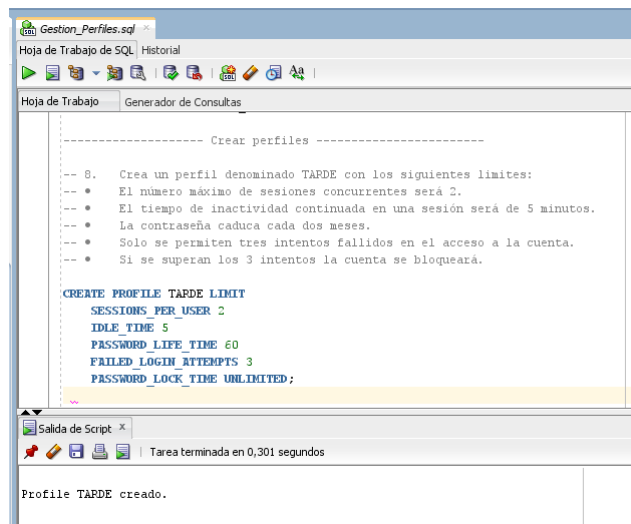 Gestion_Perfiles.sql
Hoja de Trabajo de SQL Historial
Hoja de Trabajo Generador de Consultas
-------------------- Crear perfiles ------------------------
-- 8. Crea un perfil denominado TARDE con los siguientes limites:
-- • El número máximo de sesiones concurrentes será 2.
-- • El tiempo de inactividad continuada en una sesión será de 5 minutos.
-- • La contraseña caduca cada dos meses.
-- • Solo se permiten tres intentos fallidos en el acceso a la cuenta.
-- • Si se superan los 3 intentos la cuenta se bloqueará.
CREATE PROFILE TARDE LIMIT
SESSIONS_PER_USER 2
IDLE_TIME 5
PASSWORD_LIFE_TIME 60
FAILED_LOGIN_ATTEMPTS 3
PASSWORD_LOCK_TIME UNLIMITED;
Salida de Script x
Tarea terminada en 0,301 segundos
Profile TARDE creado.